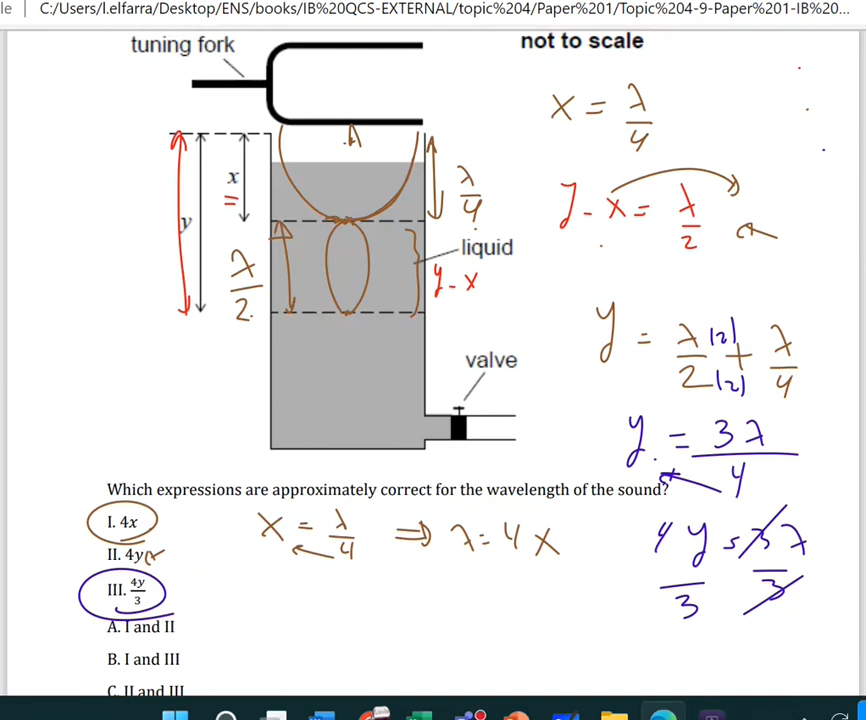 C:/Users/l.elfarra/Desktop/ENS/books/IB%20QCS-EXTERNAL/topic%204/Paper%201/Topic%204-9-Paper%201-IB%20...
tuning fork
not to scale
A
x = λ/4
x
=
λ/4
y - x = λ/2
y
liquid
λ/2
y - x
y = λ(2)/2(2) + λ/4
valve
y = 3λ/4
Which expressions are approximately correct for the wavelength of the sound?
I. 4x
x = λ/4 ⇒ λ = 4x
4y/3 = 3λ/3
II. 4y
III. 4y/3
A. I and II
B. I and III
C. II and III